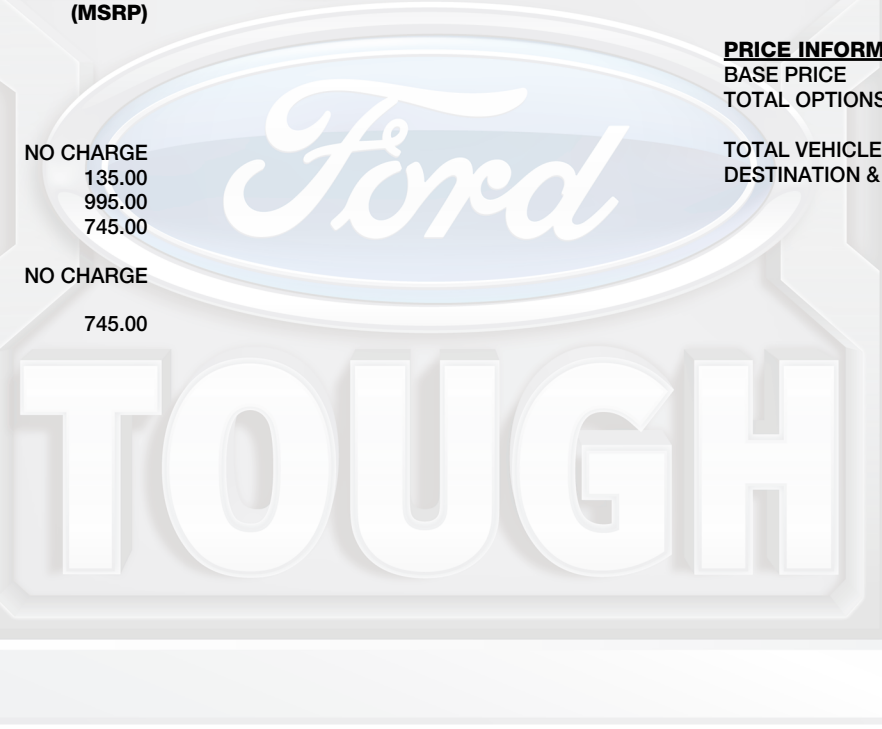 (MSRP)
NO CHARGE
135.00
995.00
745.00
NO CHARGE
745.00
PRICE INFORM
BASE PRICE
TOTAL OPTIONS
TOTAL VEHICLE
DESTINATION &
Ford
TOUGH